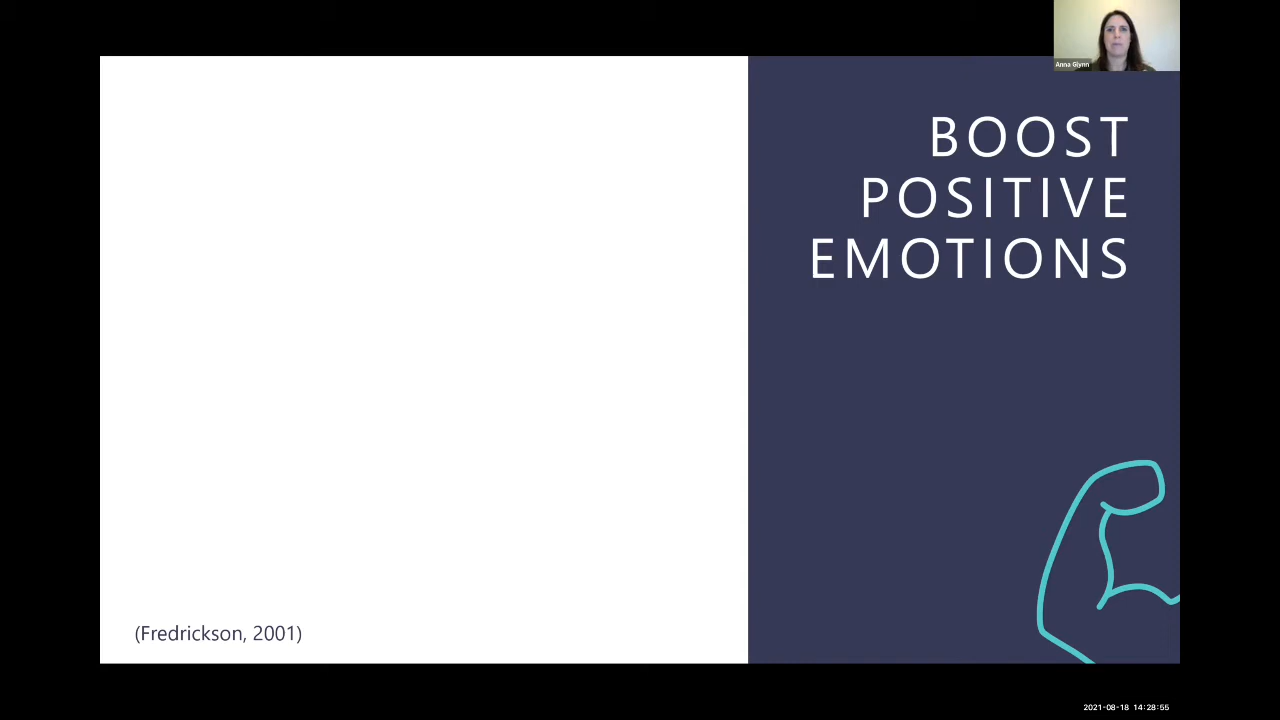 Anna Glynn
BOOST
POSITIVE
EMOTIONS
(Fredrickson, 2001)
2021-08-18 14:28:55